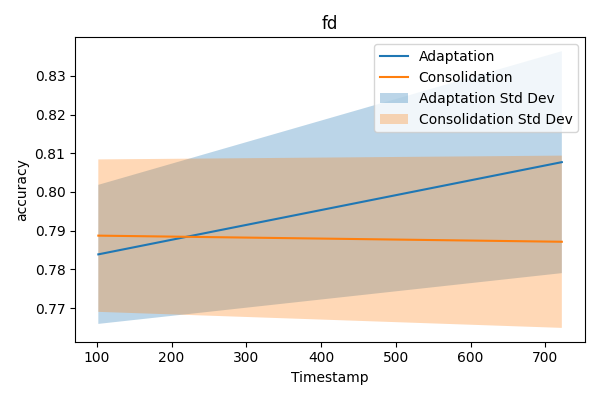 fd
Adaptation
Consolidation
Adaptation Std Dev
Consolidation Std Dev
accuracy
0.83
0.82
0.81
0.80
0.79
0.78
0.77
100 200 300 400 500 600 700
Timestamp